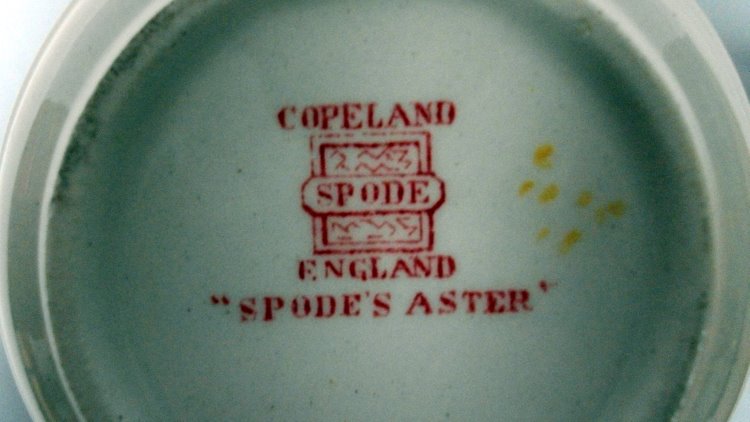 COPELAND
SPODE
ENGLAND
"SPODE'S ASTER"